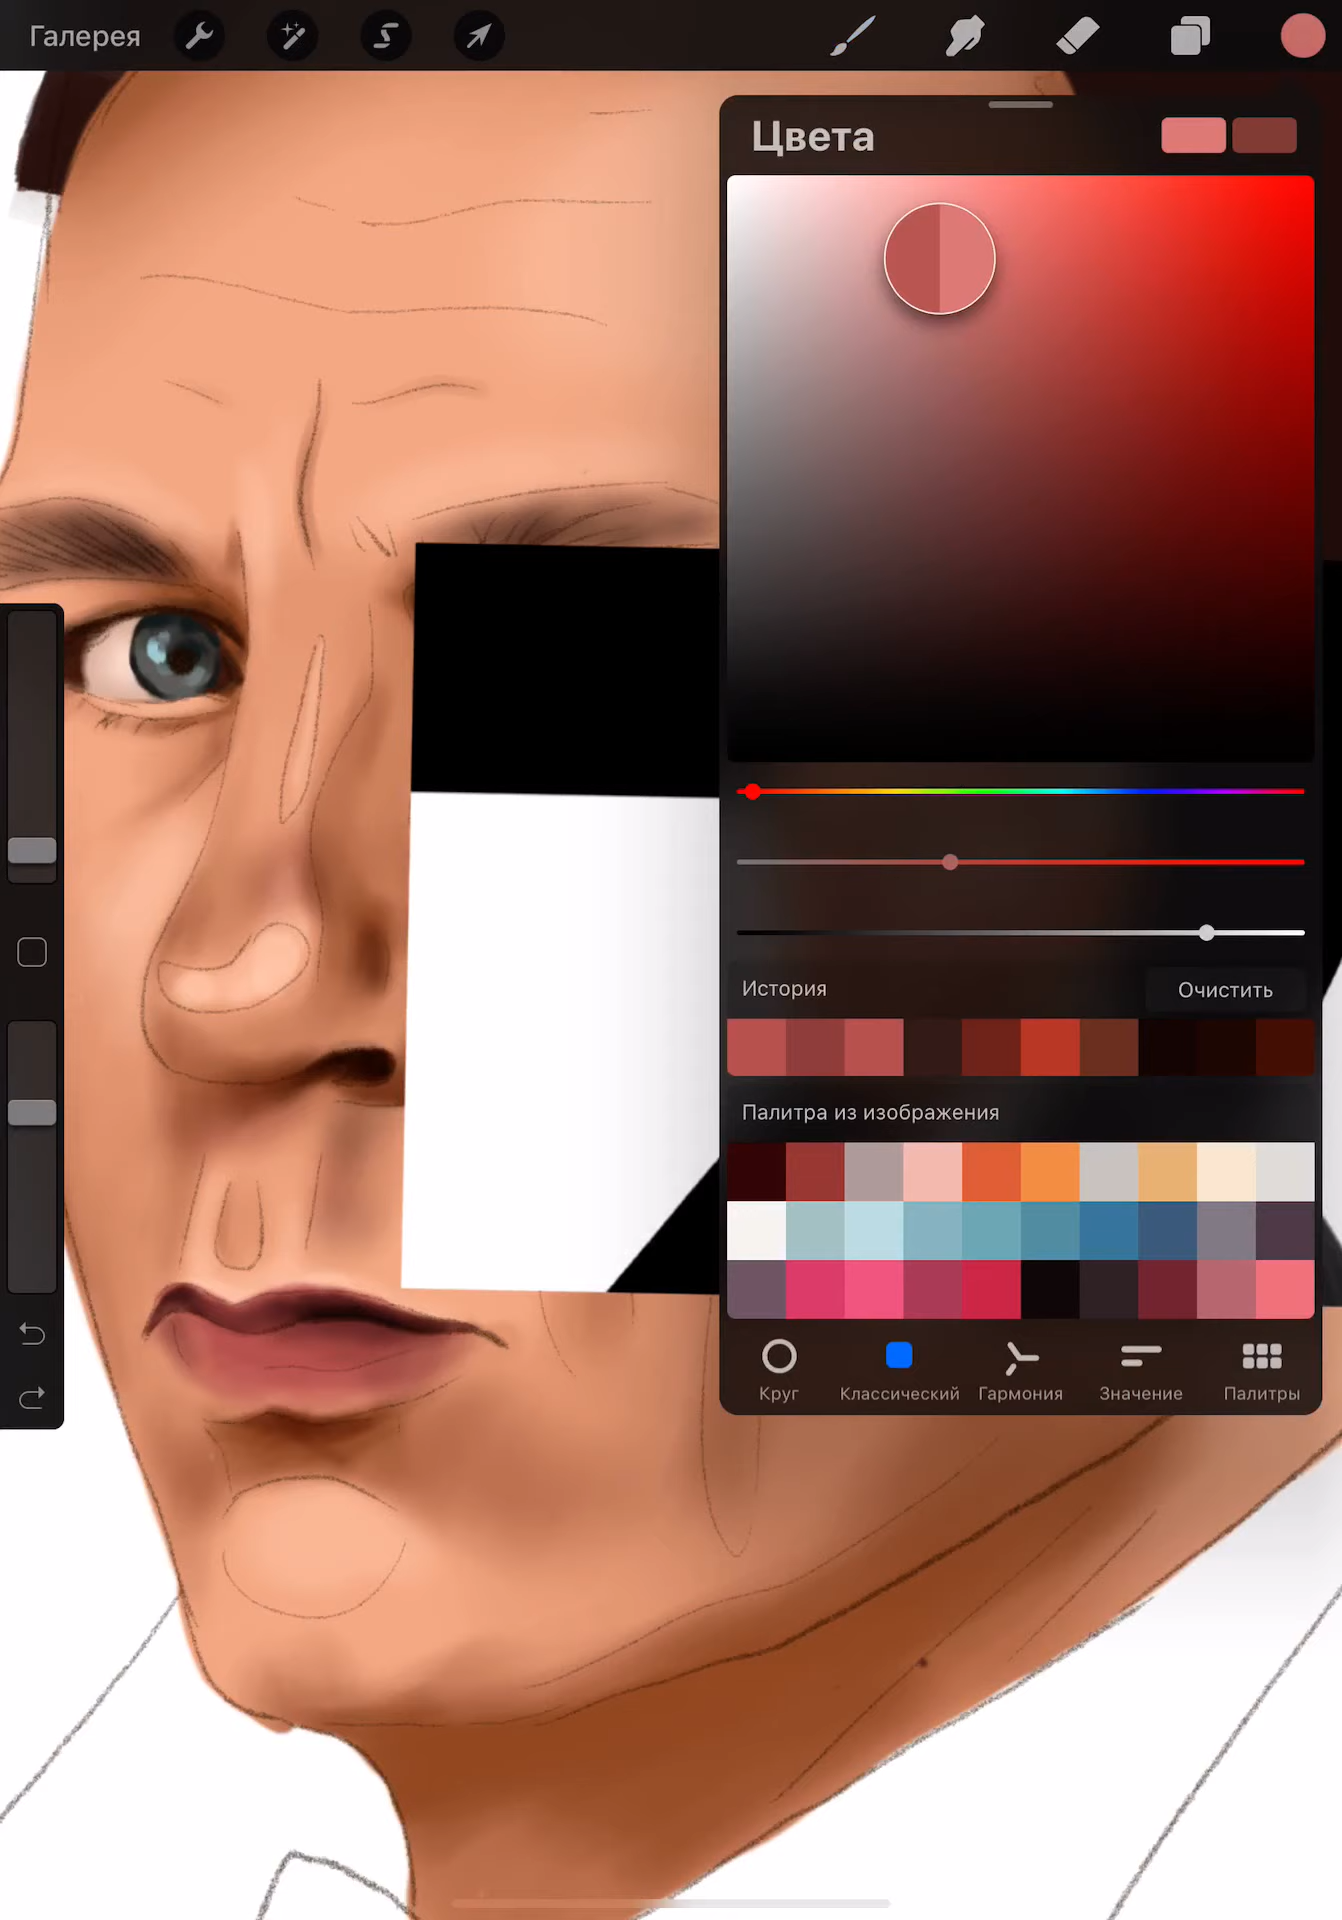 Галерея
Цвета
История
Очистить
Палитра из изображения
Круг
Классический
Гармония
Значение
Палитры